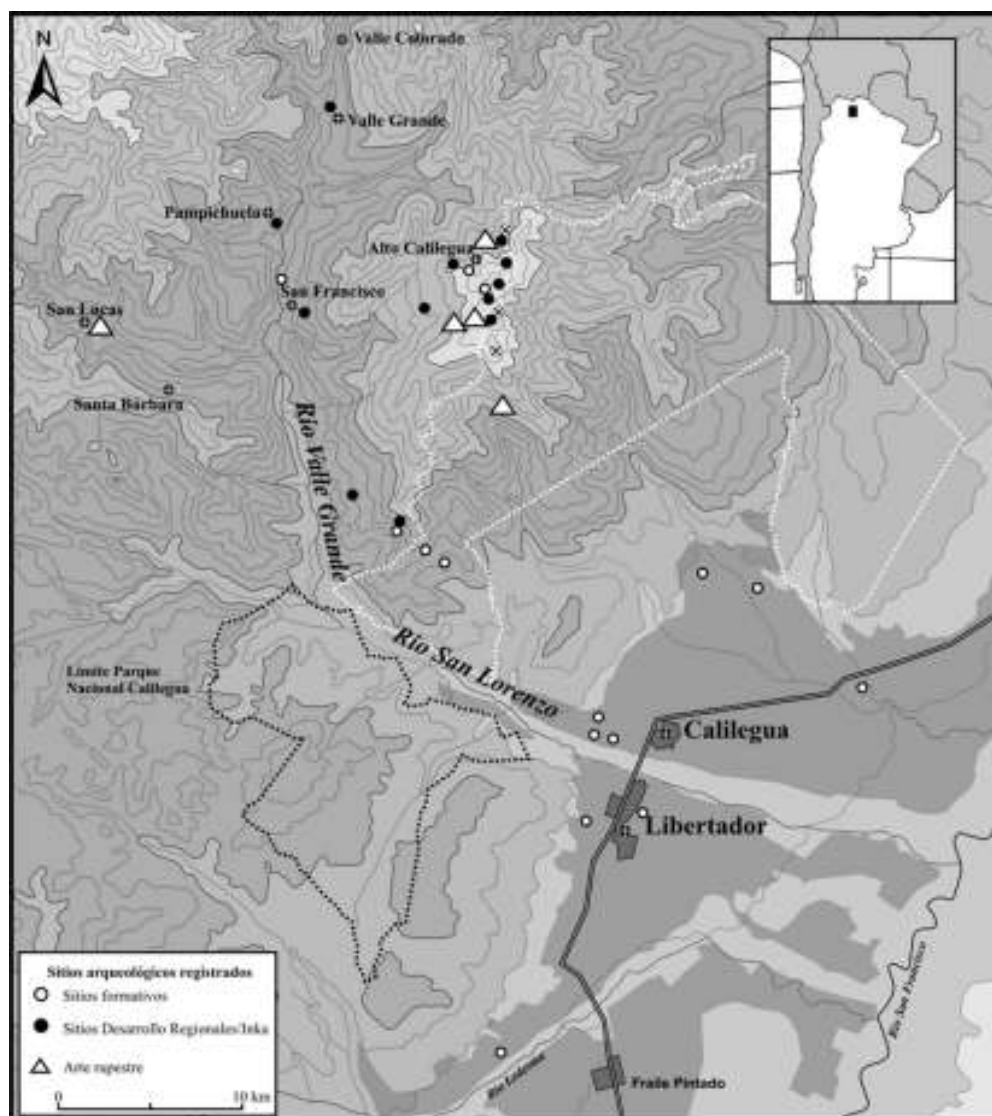 N
Valle Colorado
Valle Grande
Pampichuela
Alto Calilegua
San Francisco
San Lucas
Santa Bárbara
Río Valle Grande
Río San Lorenzo
Límite Parque
Nacional Calilegua
Calilegua
Libertador
Sitios arqueológicos registrados
Sitios formativos
Sitios Desarrollo Regionales/Inka
Arte rupestre
0 10 km
Río Ledesma
Fraile Pintado
Río San Francisco